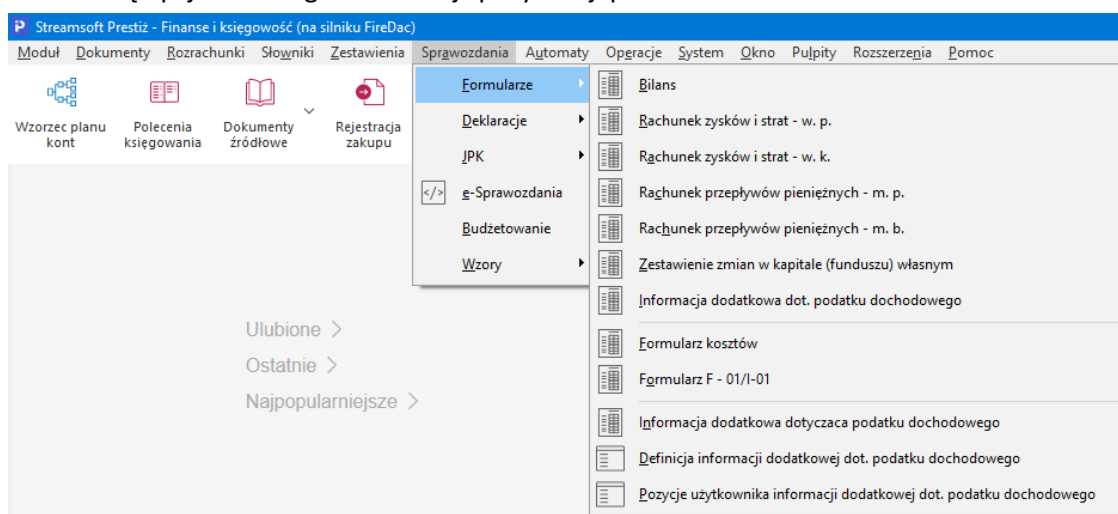 Streamsoft Prestiż - Finanse i księgowość (na silniku FireDac)
Moduł Dokumenty Rozrachunki Słowniki Zestawienia Sprawozdania Automaty Operacje System Okno Pulpity Rozszerzenia Pomoc
Wzorzec planu kont
Polecenia księgowania
Dokumenty źródłowe
Rejestracja zakupu
Formularze
Deklaracje
JPK
e-Sprawozdania
Budżetowanie
Wzory
Bilans
Rachunek zysków i strat - w. p.
Rachunek zysków i strat - w. k.
Rachunek przepływów pieniężnych - m. p.
Rachunek przepływów pieniężnych - m. b.
Zestawienie zmian w kapitale (funduszu) własnym
Informacja dodatkowa dot. podatku dochodowego
Formularz kosztów
Formularz F - 01/I-01
Informacja dodatkowa dotyczaca podatku dochodowego
Definicja informacji dodatkowej dot. podatku dochodowego
Pozycje użytkownika informacji dodatkowej dot. podatku dochodowego
Ulubione
Ostatnie
Najpopularniejsze